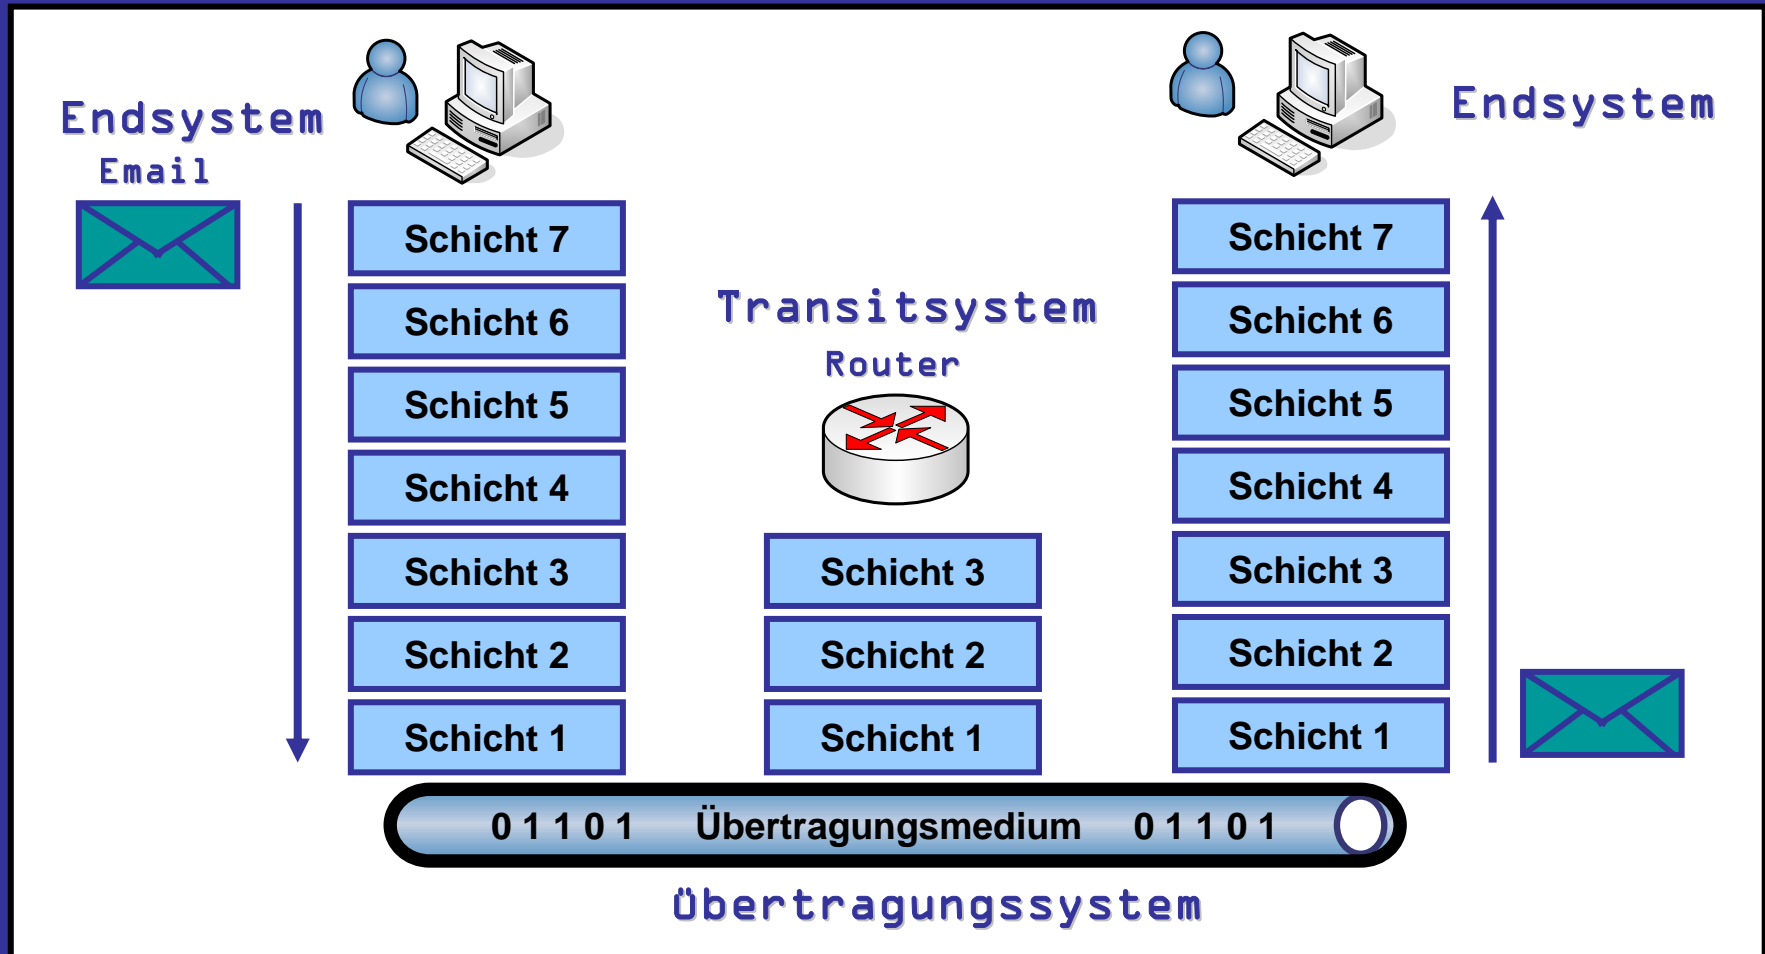 Endsystem
Email
Schicht 7
Schicht 6
Schicht 5
Schicht 4
Schicht 3
Schicht 2
Schicht 1
Transitsystem
Router
Schicht 3
Schicht 2
Schicht 1
Endsystem
Schicht 7
Schicht 6
Schicht 5
Schicht 4
Schicht 3
Schicht 2
Schicht 1
0 1 1 0 1 Übertragungsmedium 0 1 1 0 1
Übertragungssystem